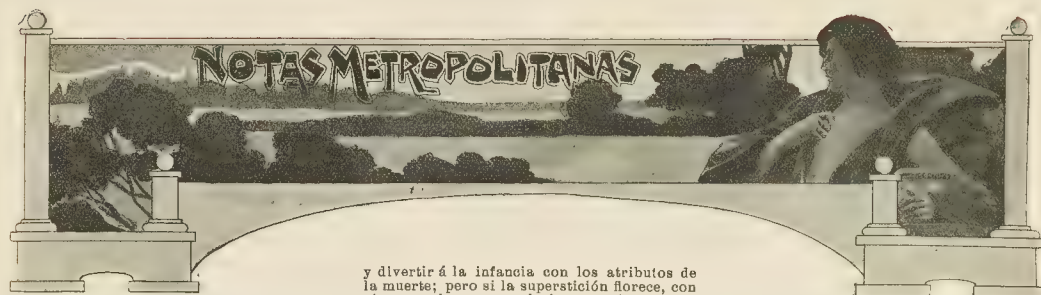 NOTAS METROPOLITANAS
y divertir á la infancia con los atributos de
la muerte; pero si la superstición florece, con